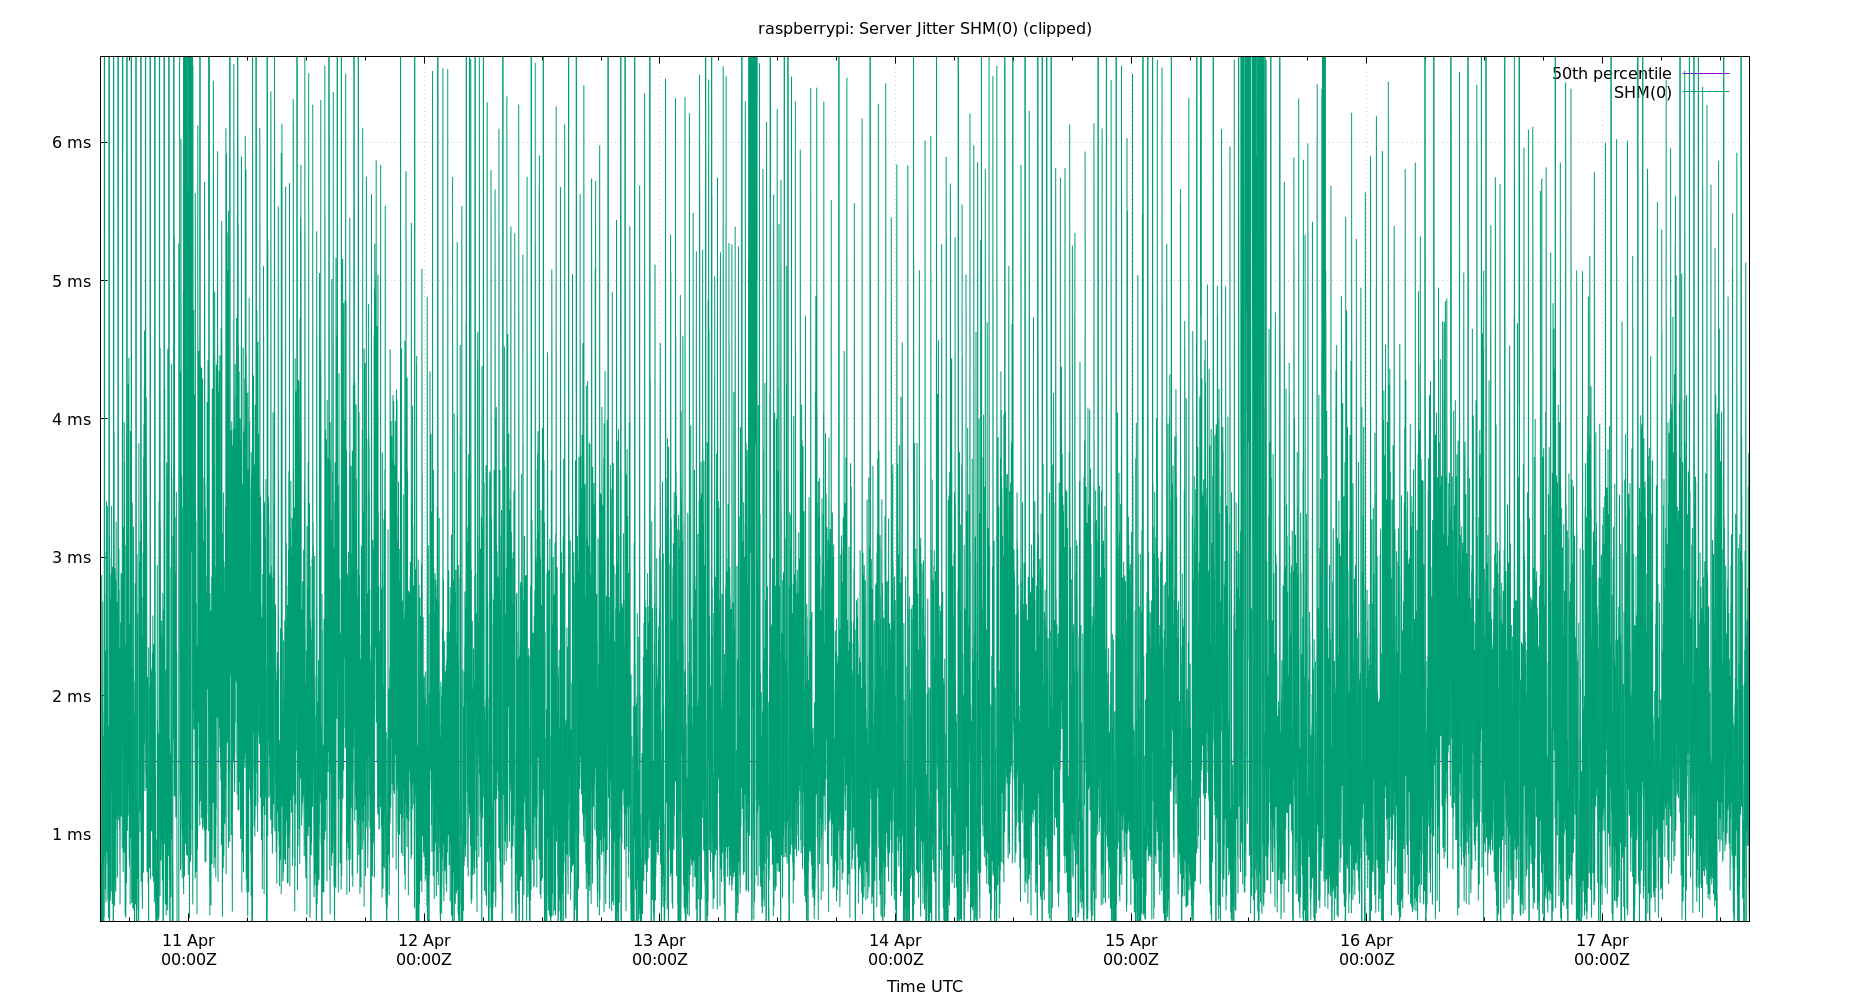 raspberrypi: Server Jitter SHM(0) (clipped)
50th percentile
SHM(0)
6 ms
5 ms
4 ms
3 ms
2 ms
1 ms
11 Apr 12 Apr 13 Apr 14 Apr 15 Apr 16 Apr 17 Apr
00:00Z 00:00Z 00:00Z 00:00Z 00:00Z 00:00Z 00:00Z
Time UTC